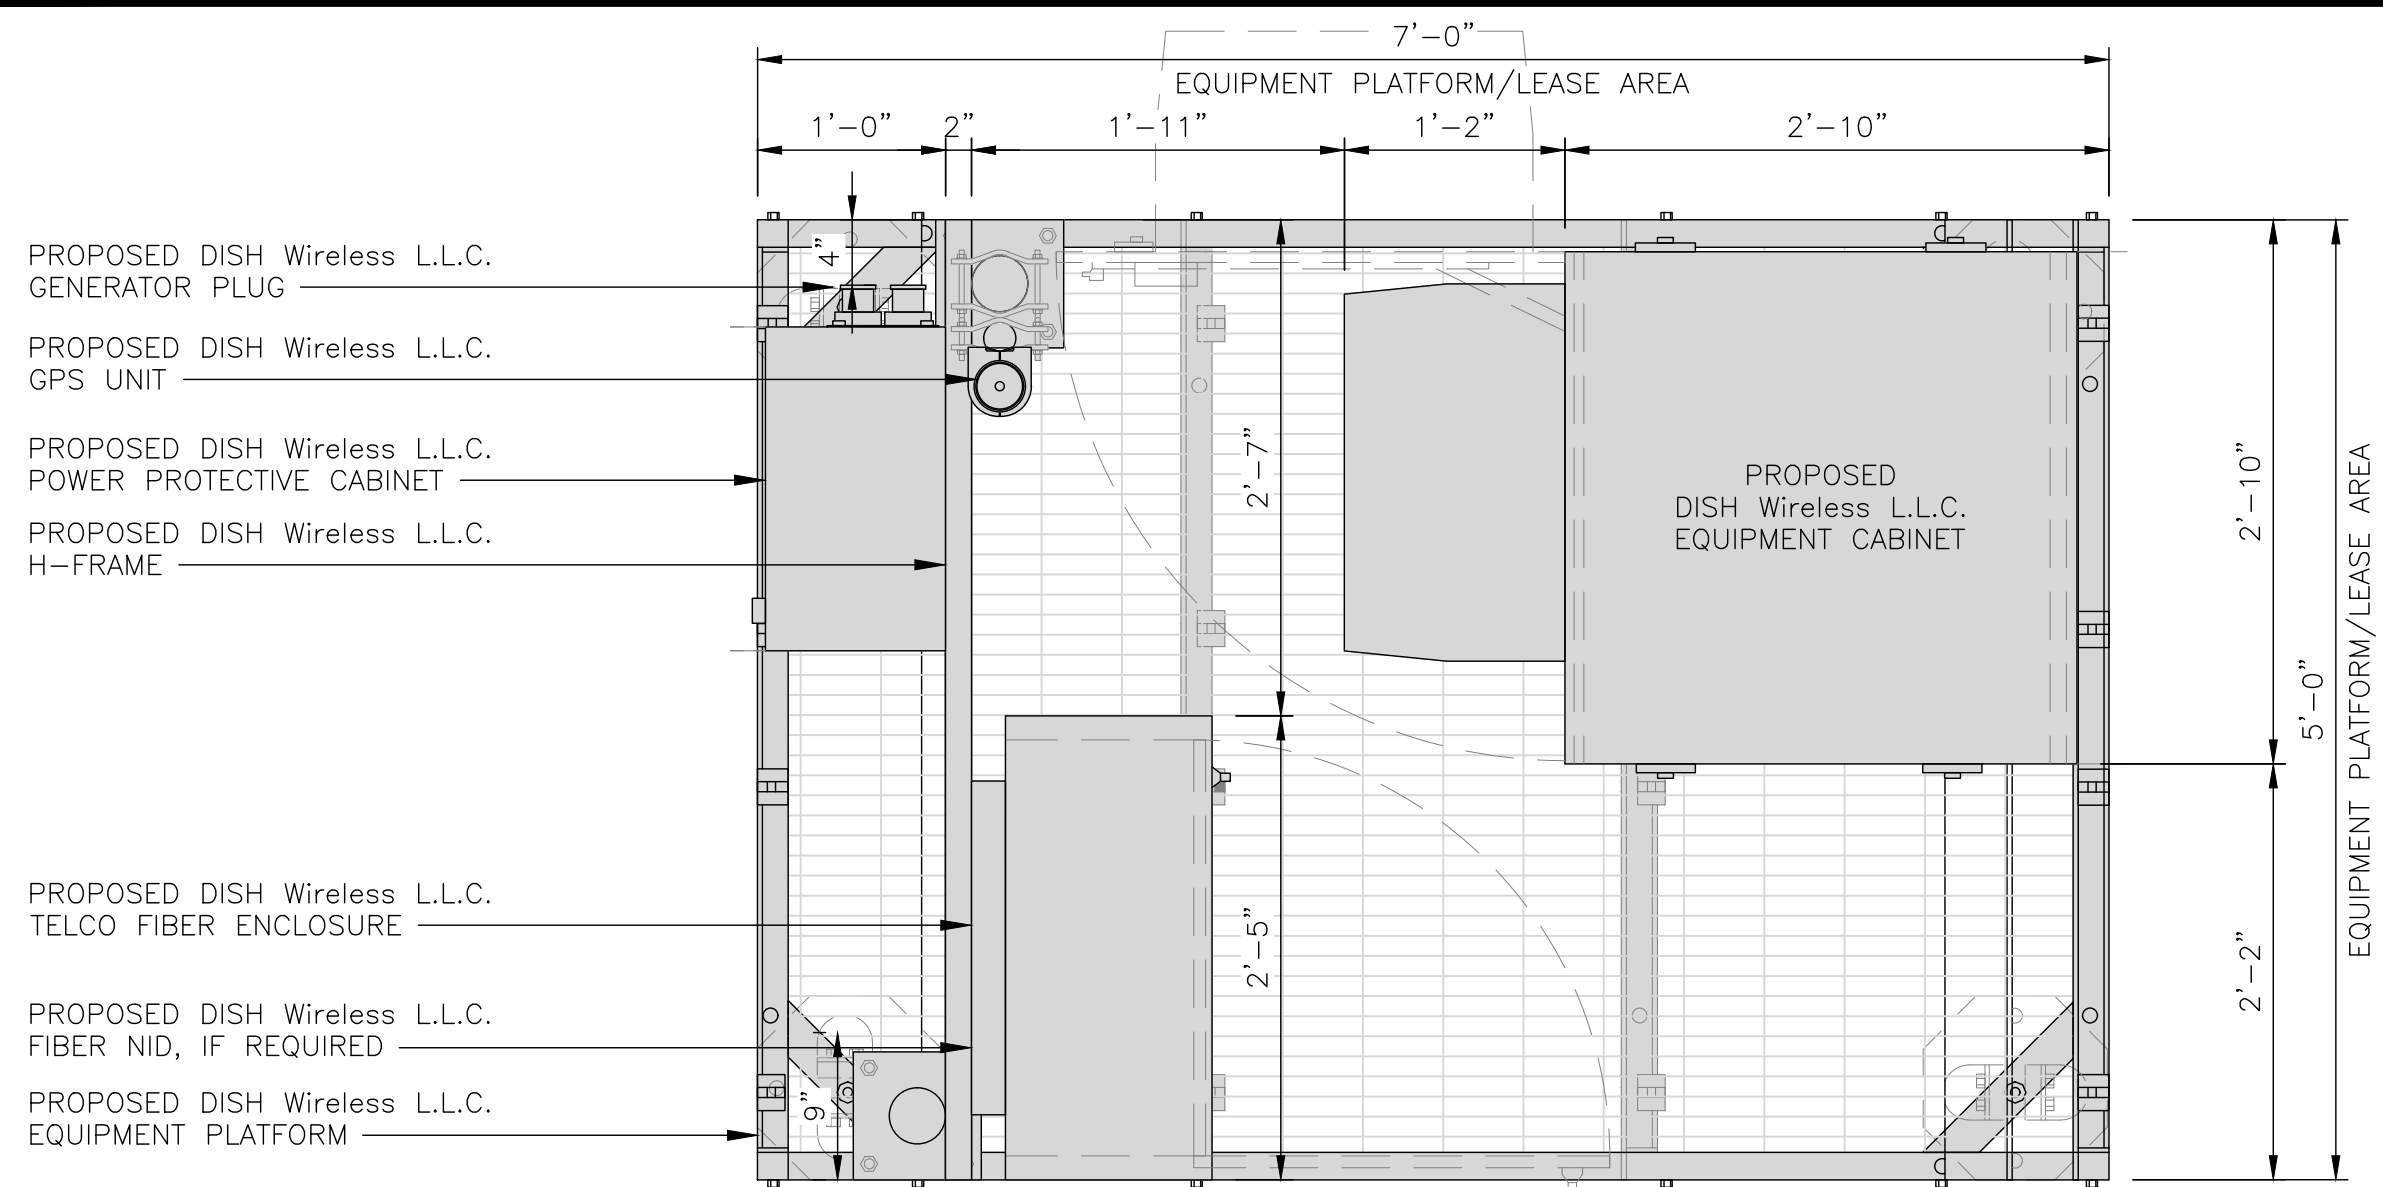 7'-0"
EQUIPMENT PLATFORM/LEASE AREA
1'-0" 2" 1'-11" 1'-2" 2'-10"
PROPOSED DISH Wireless L.L.C.
GENERATOR PLUG
4"
PROPOSED DISH Wireless L.L.C.
GPS UNIT
PROPOSED DISH Wireless L.L.C.
POWER PROTECTIVE CABINET
PROPOSED DISH Wireless L.L.C.
H-FRAME
2'-7"
PROPOSED
DISH Wireless L.L.C.
EQUIPMENT CABINET
2'-10"
5'-0"
EQUIPMENT PLATFORM/LEASE AREA
PROPOSED DISH Wireless L.L.C.
TELCO FIBER ENCLOSURE
2'-5"
2'-2"
PROPOSED DISH Wireless L.L.C.
FIBER NID, IF REQUIRED
9"
PROPOSED DISH Wireless L.L.C.
EQUIPMENT PLATFORM